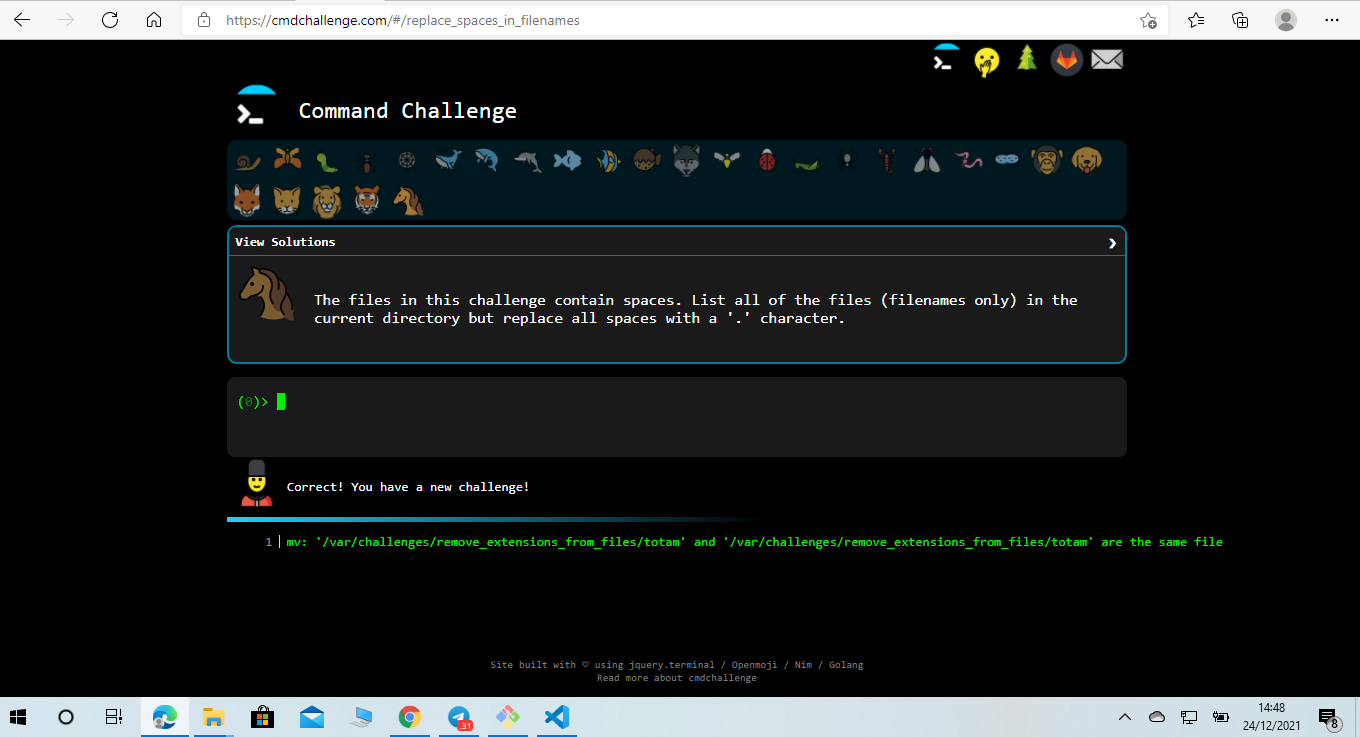 https://cmdchallenge.com/#/replace_spaces_in_filenames
Command Challenge
View Solutions
The files in this challenge contain spaces. List all of the files (filenames only) in the
current directory but replace all spaces with a '.' character.
(0)>
Correct! You have a new challenge!
1 mv: '/var/challenges/remove_extensions_from_files/totam' and '/var/challenges/remove_extensions_from_files/totam' are the same file
Site built with ♡ using jquery.terminal / Openmoji / Nim / Golang
Read more about cmdchallenge
31
14:48
24/12/2021
8